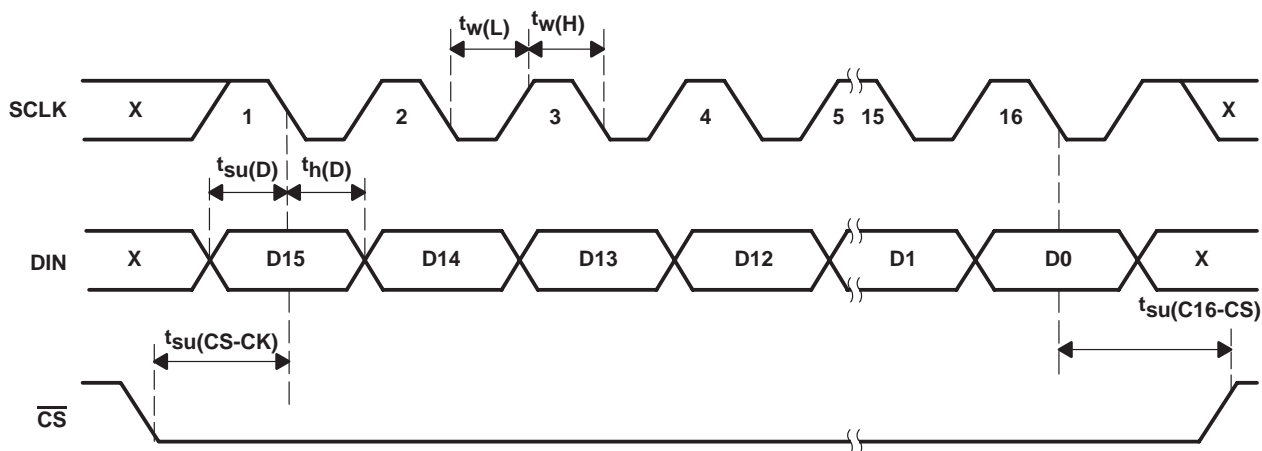 tw(L) tw(H)
SCLK X 1 2 3 4 5 15 16 X
tsu(D) th(D)
DIN X D15 D14 D13 D12 D1 D0 X
tsu(C16-CS)
tsu(CS-CK)
CS